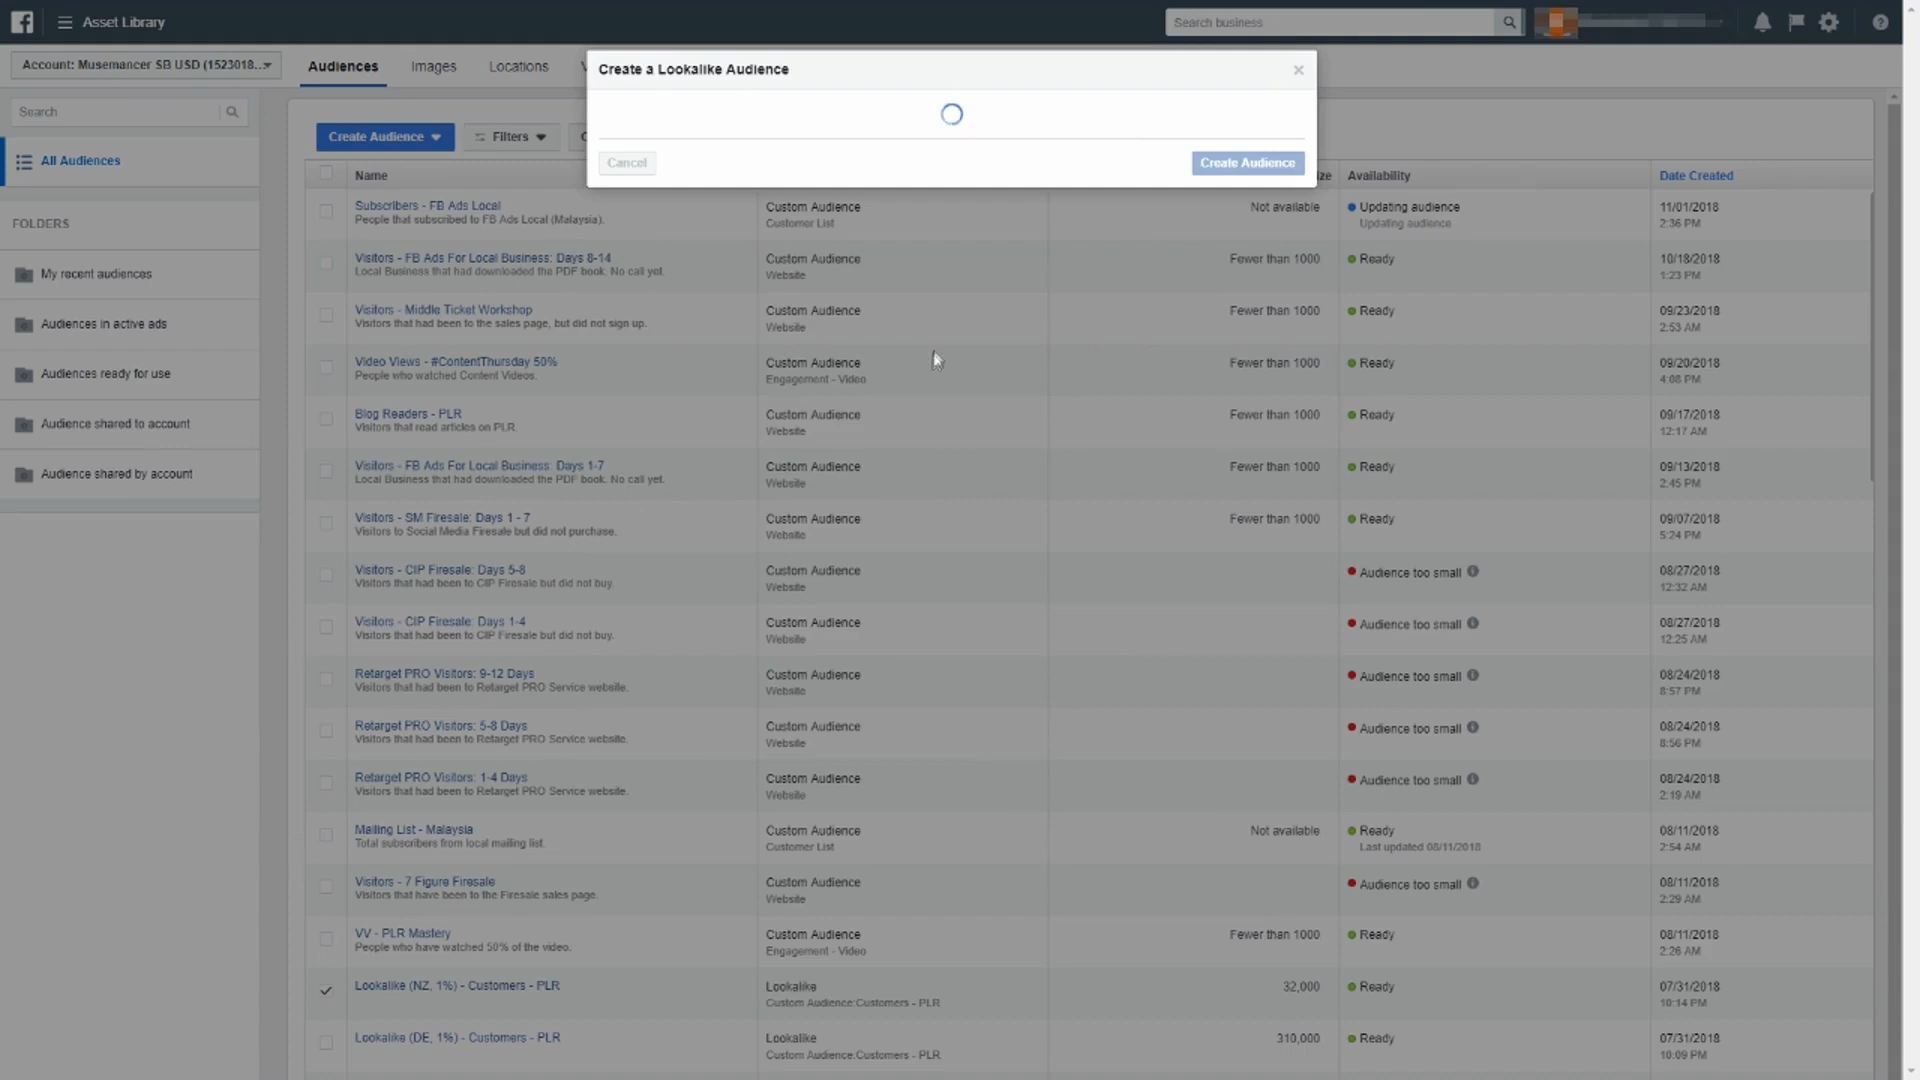 Asset Library
Search business
Account: Musemancer SB USD (1523018...
Audiences
Images
Locations
Create a Lookalike Audience
Cancel
Create Audience
Search
All Audiences
FOLDERS
My recent audiences
Audiences in active ads
Audiences ready for use
Audience shared to account
Audience shared by account
Create Audience
Filters
Name
Availability
Date Created
Subscribers - FB Ads Local
People that subscribed to FB Ads Local (Malaysia).
Custom Audience
Customer List
Not available
Updating audience
Updating audience
11/01/2018
2:36 PM
Visitors - FB Ads For Local Business: Days 8-14
Local Business that had downloaded the PDF book. No call yet.
Custom Audience
Website
Fewer than 1000
Ready
10/18/2018
1:23 PM
Visitors - Middle Ticket Workshop
Visitors that had been to the sales page, but did not sign up.
Custom Audience
Website
Fewer than 1000
Ready
09/23/2018
2:53 AM
Video Views - #ContentThursday 50%
People who watched Content Videos.
Custom Audience
Engagement - Video
Fewer than 1000
Ready
09/20/2018
4:08 PM
Blog Readers - PLR
Visitors that read articles on PLR
Custom Audience
Website
Fewer than 1000
Ready
09/17/2018
12:17 AM
Visitors - FB Ads For Local Business: Days 1-7
Local Business that had downloaded the PDF book. No call yet.
Custom Audience
Website
Fewer than 1000
Ready
09/13/2018
2:45 PM
Visitors - SM Firesale: Days 1 - 7
Visitors to Social Media Firesale but did not purchase.
Custom Audience
Website
Fewer than 1000
Ready
09/07/2018
5:24 PM
Visitors - CIP Firesale: Days 5-8
Visitors that had been to CIP Firesale but did not buy.
Custom Audience
Website
Audience too small
08/27/2018
12:32 AM
Visitors - CIP Firesale: Days 1-4
Visitors that had been to CIP Firesale but did not buy.
Custom Audience
Website
Audience too small
08/27/2018
12:25 AM
Retarget PRO Visitors: 9-12 Days
Visitors that had been to Retarget PRO Service website.
Custom Audience
Website
Audience too small
08/24/2018
8:57 PM
Retarget PRO Visitors: 5-8 Days
Visitors that had been to Retarget PRO Service website.
Custom Audience
Website
Audience too small
08/24/2018
8:56 PM
Retarget PRO Visitors: 1-4 Days
Visitors that had been to Retarget PRO Service website.
Custom Audience
Website
Audience too small
08/24/2018
2:19 AM
Mailing List - Malaysia
Total subscribers from local mailing list.
Custom Audience
Customer List
Not available
Ready
Last updated 08/11/2018
08/11/2018
2:54 AM
Visitors - 7 Figure Firesale
Visitors that have been to the Firesale sales page.
Custom Audience
Website
Audience too small
08/11/2018
2:29 AM
VV - PLR Mastery
People who have watched 50% of the video.
Custom Audience
Engagement - Video
Fewer than 1000
Ready
08/11/2018
2:26 AM
Lookalike (NZ, 1%) - Customers - PLR
Lookalike
Custom Audience:Customers - PLR
32,000
Ready
07/31/2018
10:14 PM
Lookalike (DE, 1%) - Customers - PLR
Lookalike
Custom Audience:Customers - PLR
310,000
Ready
07/31/2018
10:09 PM